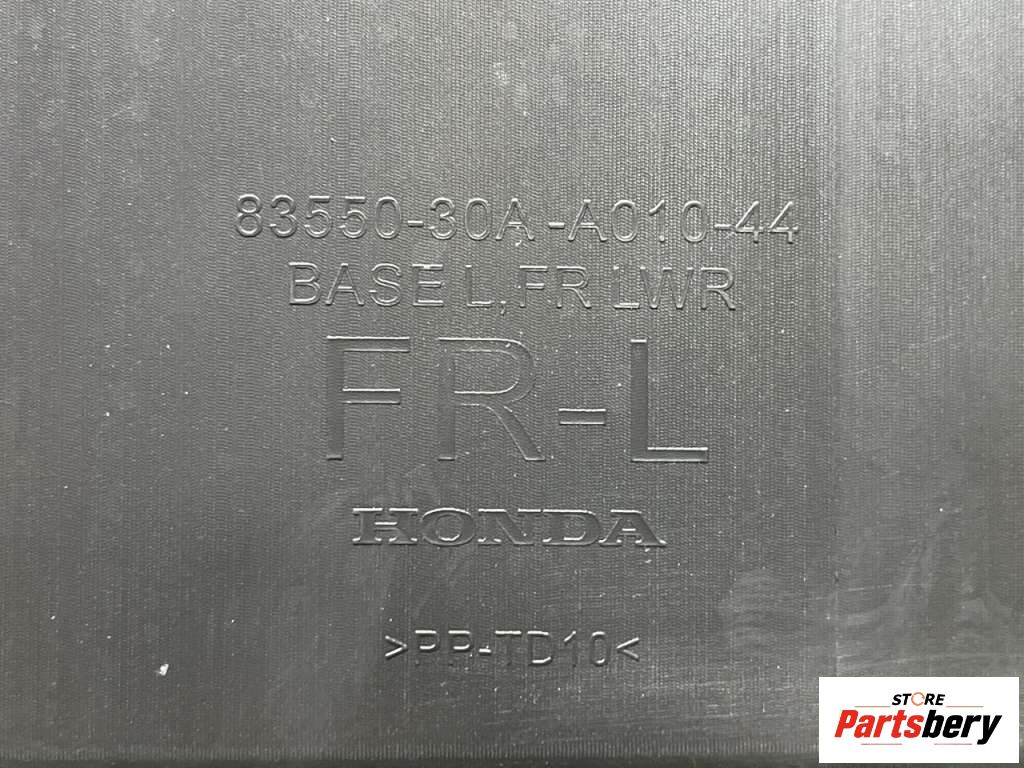 83550-30A-A010-44
BASE L, FR LWR
FR-L
HONDA
>PP-TD10<
STORE
Partsbery